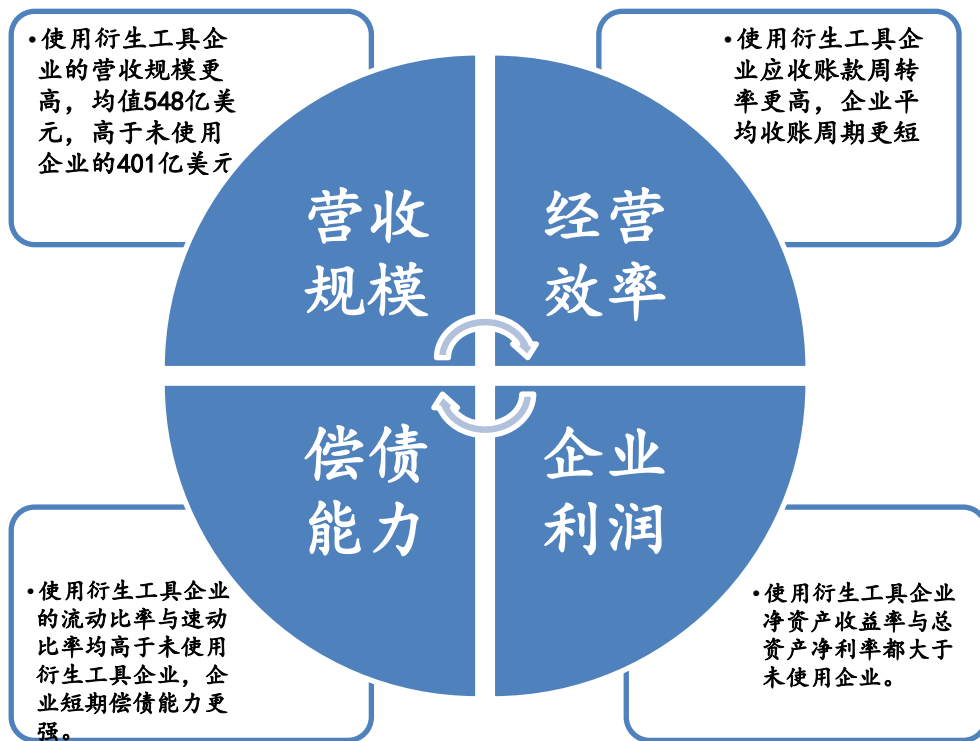 •使用衍生工具企
业的营收规模更
高，均值548亿美
元，高于未使用
企业的401亿美元
•使用衍生工具企
业应收账款周转
率更高，企业平
均收账周期更短
营收
规模
经营
效率
偿债
能力
企业
利润
•使用衍生工具企业
的流动比率与速动
比率均高于未使用
衍生工具企业，企
业短期偿债能力更
强。
•使用衍生工具企业
净资产收益率与总
资产净利率都大于
未使用企业。